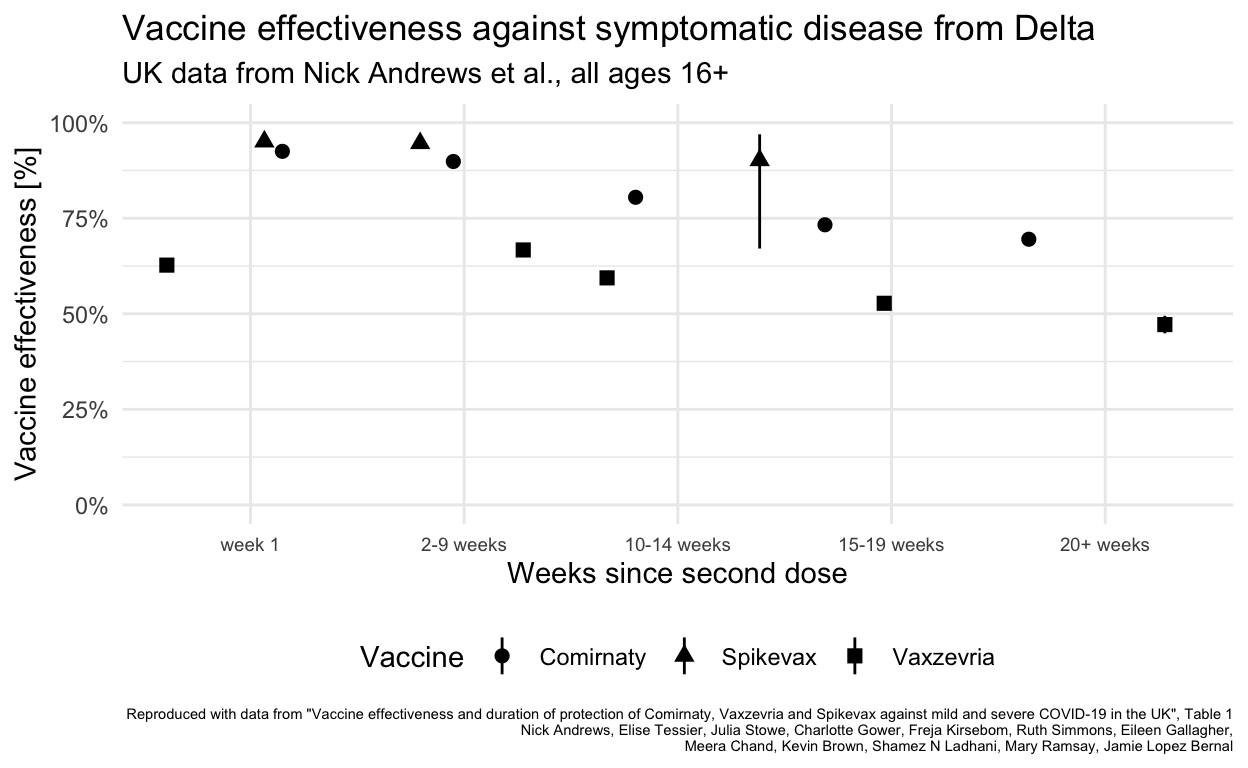 Vaccine effectiveness against symptomatic disease from Delta
UK data from Nick Andrews et al., all ages 16+
Vaccine effectiveness [%]
100%
75%
50%
25%
0%
week 1
2-9 weeks
10-14 weeks
15-19 weeks
20+ weeks
Weeks since second dose
Vaccine
Comirnaty
Spikevax
Vaxzevria
Reproduced with data from "Vaccine effectiveness and duration of protection of Comirnaty, Vaxzevria and Spikevax against mild and severe COVID-19 in the UK", Table 1
Nick Andrews, Elise Tessier, Julia Stowe, Charlotte Gower, Freja Kirsebom, Ruth Simmons, Eileen Gallagher,
Meera Chand, Kevin Brown, Shamez N Ladhani, Mary Ramsay, Jamie Lopez Bernal